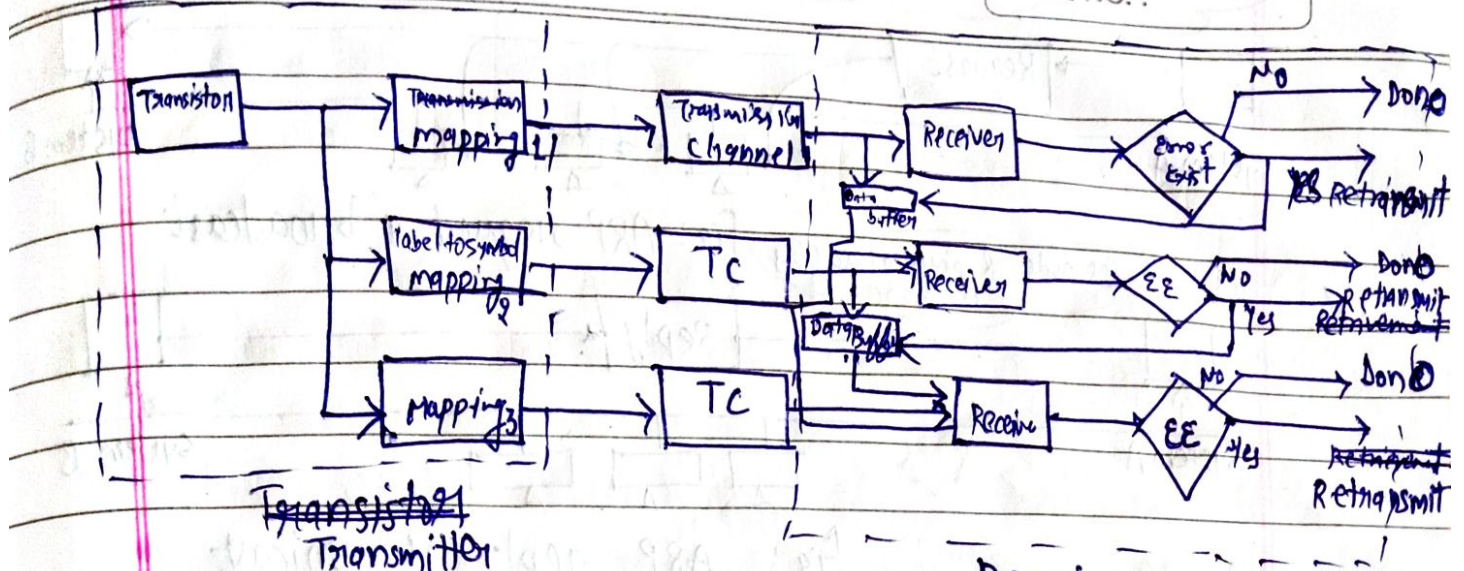 Transistor
Transmission
mapping 1
Transmission
channel
Receiver
Error
Exist
No
Done
Yes Retransmit
Data
buffer
label to symbol
mapping 2
TC
Receiver
EE
No
Done
Yes
Retransmit
Data Buffer
Mapping 3
TC
Receive
EE
No
Done
Yes
Retransmit
Transistor
Transmitter